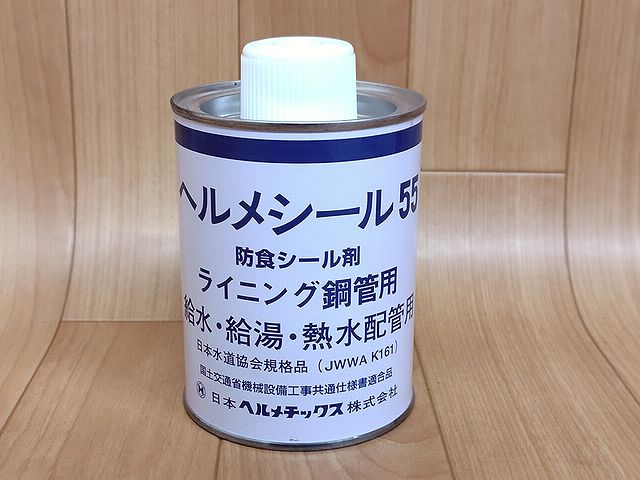 ヘルメシール55
防食シール剤
ライニング鋼管用
給水・給湯・熱水配管用
日本水道協会規格品(JWWA K161)
国土交通省機械設備工事共通仕様書適合品
日本ヘルメチックス株式会社